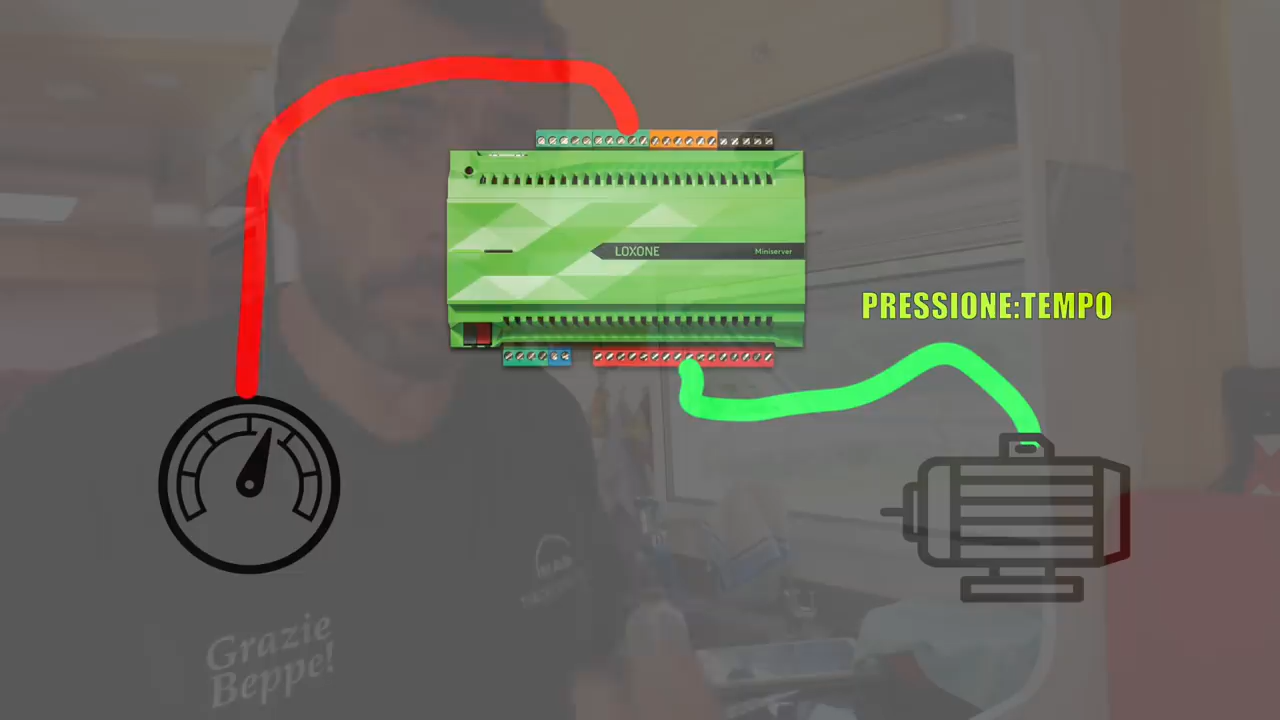 LOXONE
Miniserver
PRESSIONE:TEMPO
Grazie
Beppe!